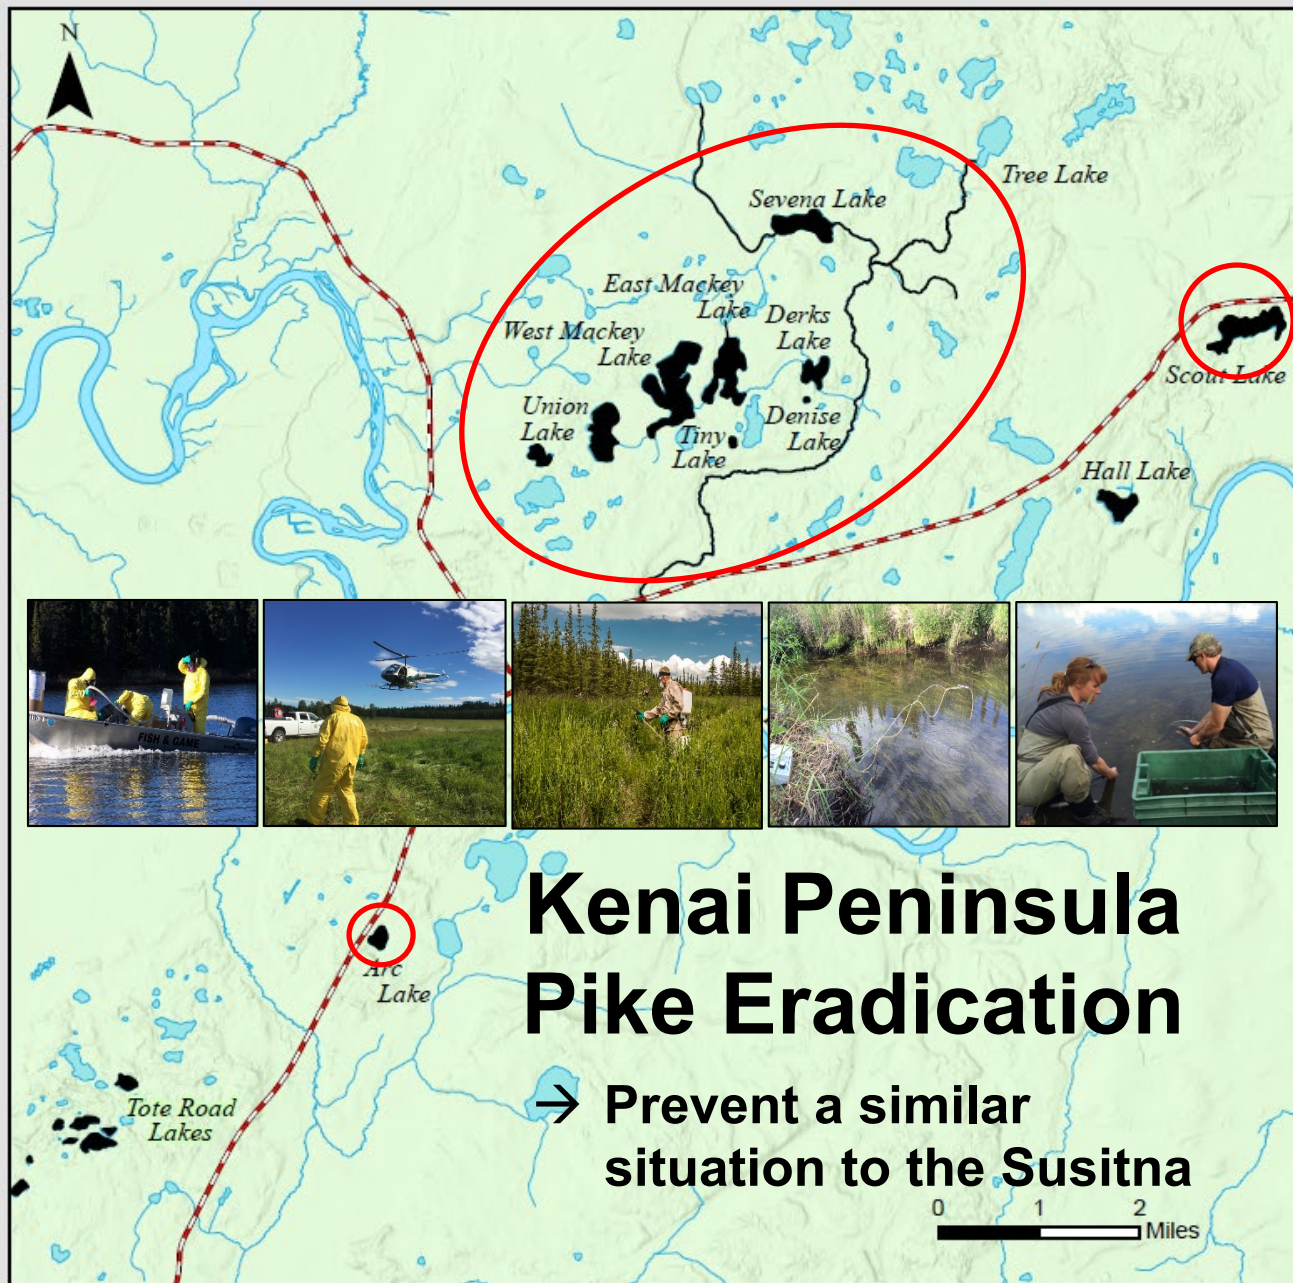 N
Tree Lake
Sevena Lake
East Mackey
Lake
Derks
Lake
West Mackey
Lake
Scout Lake
Union
Lake
Denise
Lake
Tiny
Lake
Hall Lake
FISH & GAME
Kenai Peninsula
Pike Eradication
Arc
Lake
→ Prevent a similar
situation to the Susitna
Tote Road
Lakes
0 1 2
Miles